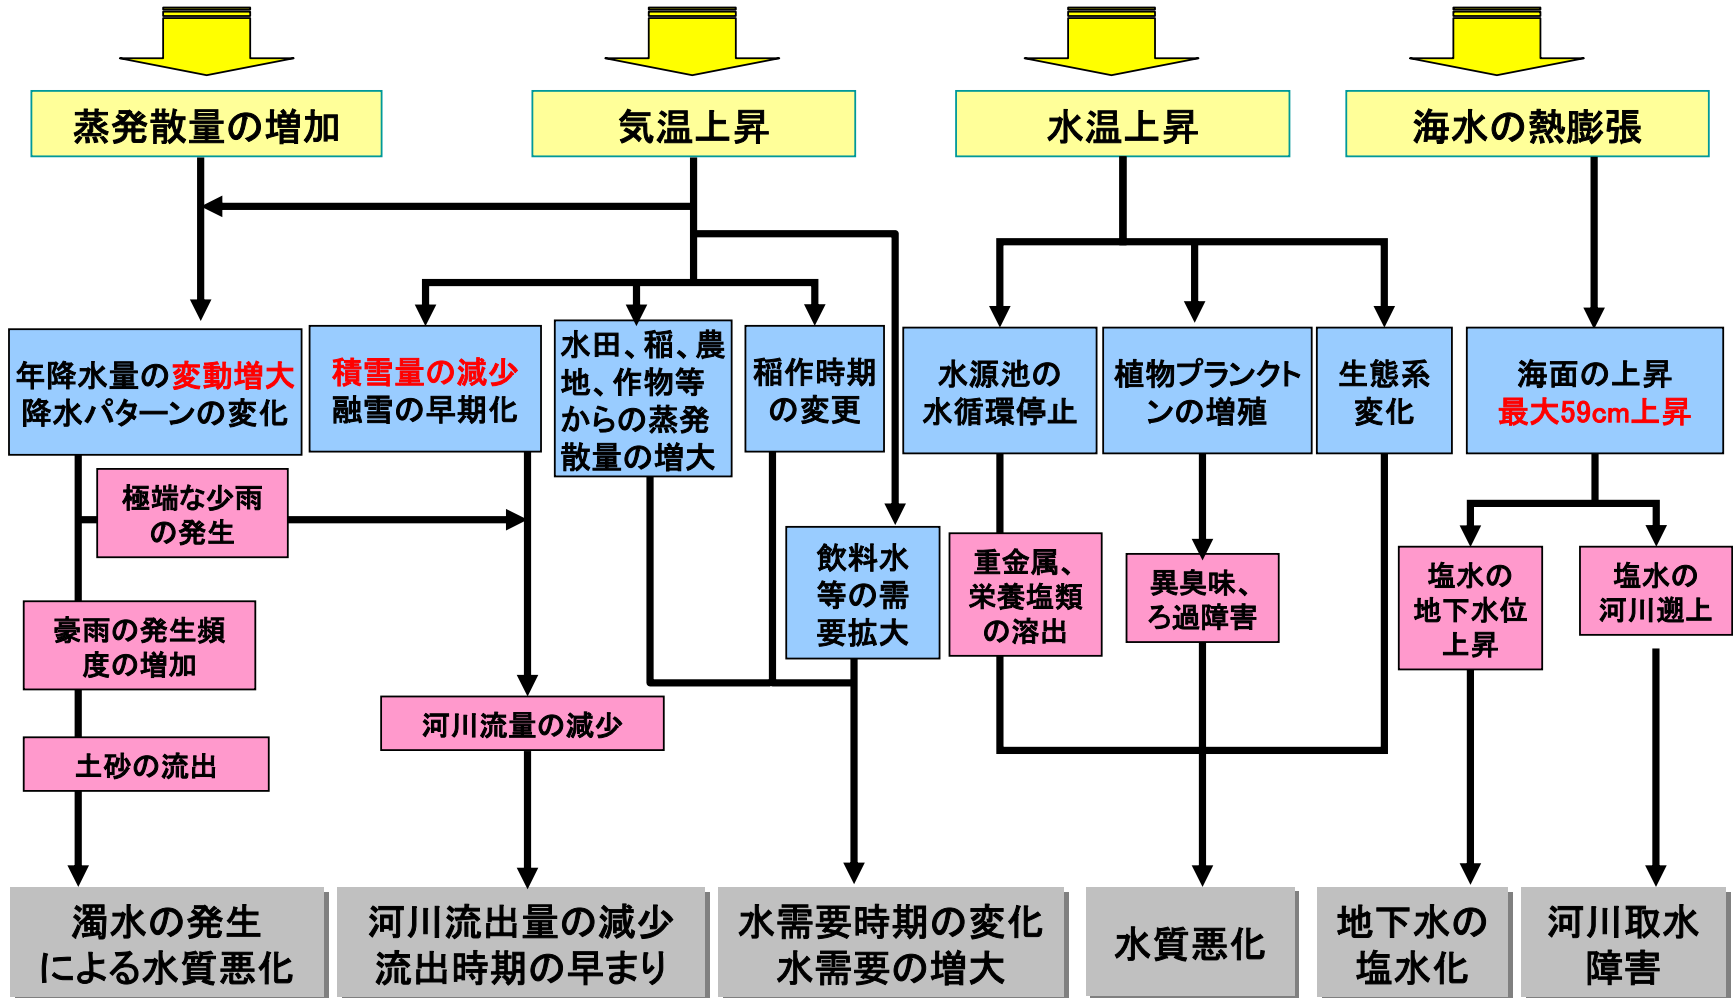 蒸発散量の増加
気温上昇
水温上昇
海水の熱膨張
年降水量の変動増大
降水パターンの変化
積雪量の減少
融雪の早期化
水田、稲、農
地、作物等
からの蒸発
散量の増大
稲作時期
の変更
水源池の
水循環停止
植物プランクト
ンの増殖
生態系
変化
海面の上昇
最大59cm上昇
極端な少雨
の発生
飲料水
等の需
要拡大
重金属、
栄養塩類
の溶出
異臭味、
ろ過障害
塩水の
地下水位
上昇
塩水の
河川遡上
豪雨の発生頻
度の増加
河川流量の減少
土砂の流出
濁水の発生
による水質悪化
河川流出量の減少
流出時期の早まり
水需要時期の変化
水需要の増大
水質悪化
地下水の
塩水化
河川取水
障害